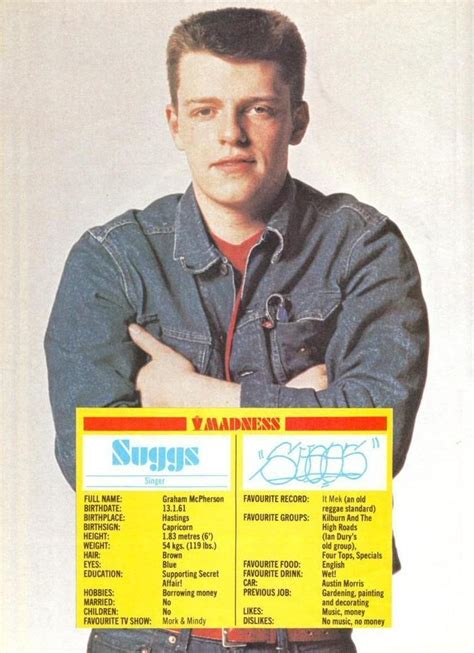 MADNESS
Suggs
Singer
"SUGGS"
FULL NAME: Graham McPherson
BIRTHDATE: 13.1.61
BIRTHPLACE: Hastings
BIRTHSIGN: Capricorn
HEIGHT: 1.83 metres (6')
WEIGHT: 54 kgs. (119 lbs.)
HAIR: Brown
EYES: Blue
EDUCATION: Supporting Secret
Affair!
HOBBIES: Borrowing money
MARRIED: No
CHILDREN: No
FAVOURITE TV SHOW: Mork & Mindy
FAVOURITE RECORD: It Mek (an old
reggae standard)
FAVOURITE GROUPS: Kilburn And The
High Roads
(Ian Dury's
old group),
Four Tops, Specials
FAVOURITE FOOD: English
FAVOURITE DRINK: Wet!
CAR: Austin Morris
PREVIOUS JOB: Gardening, painting
and decorating
LIKES: Music, money
DISLIKES: No music, no money